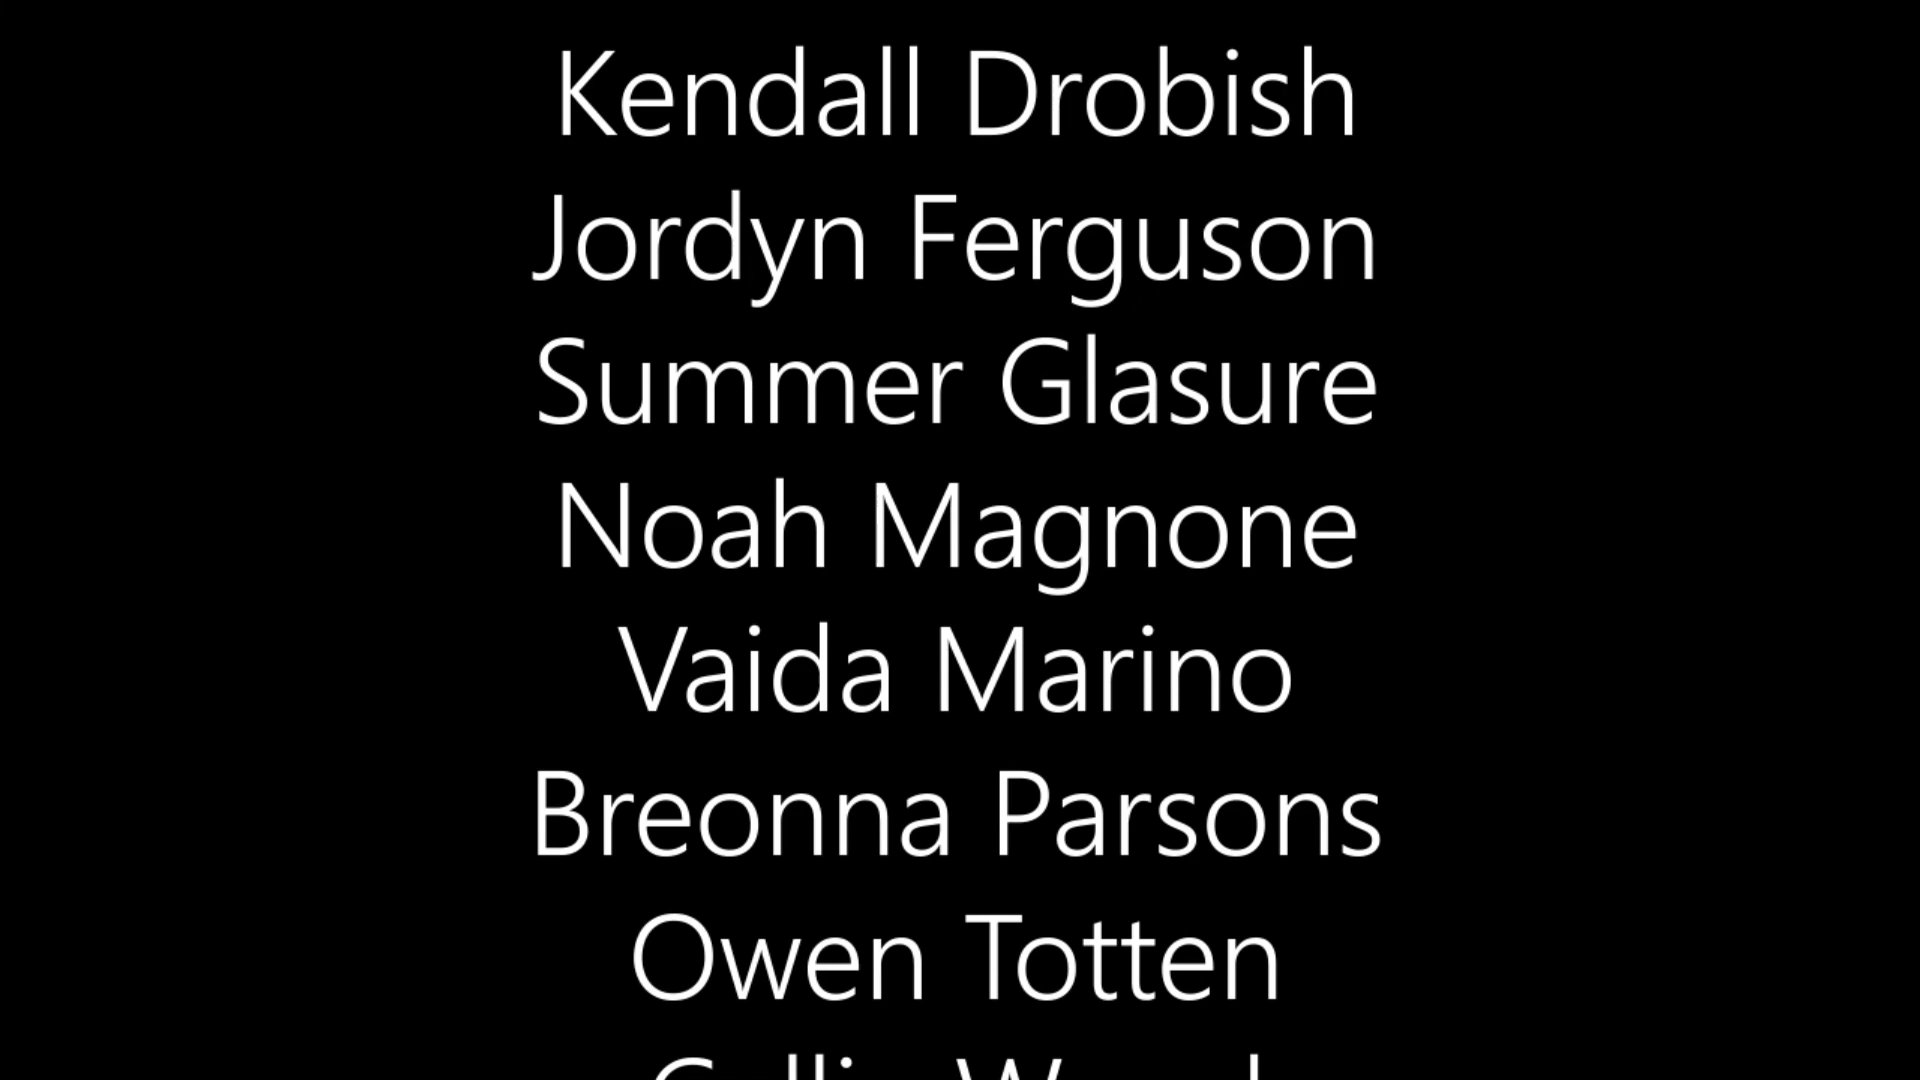 Kendall Drobish
Jordyn Ferguson
Summer Glasure
Noah Magnone
Vaida Marino
Breonna Parsons
Owen Totten